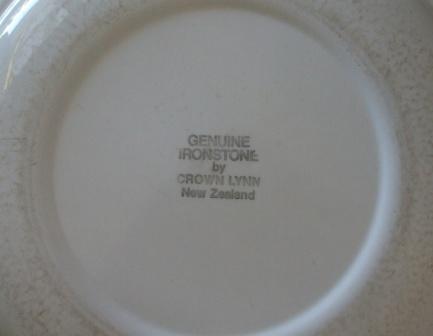 GENUINE
IRONSTONE
by
CROWN LYNN
New Zealand